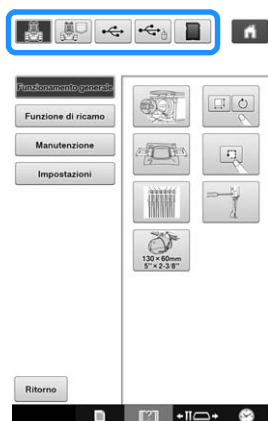 Funzionamento generale
Funzione di ricamo
Manutenzione
Impostazioni
130 × 60mm
5" × 2-3/8"
Ritorno